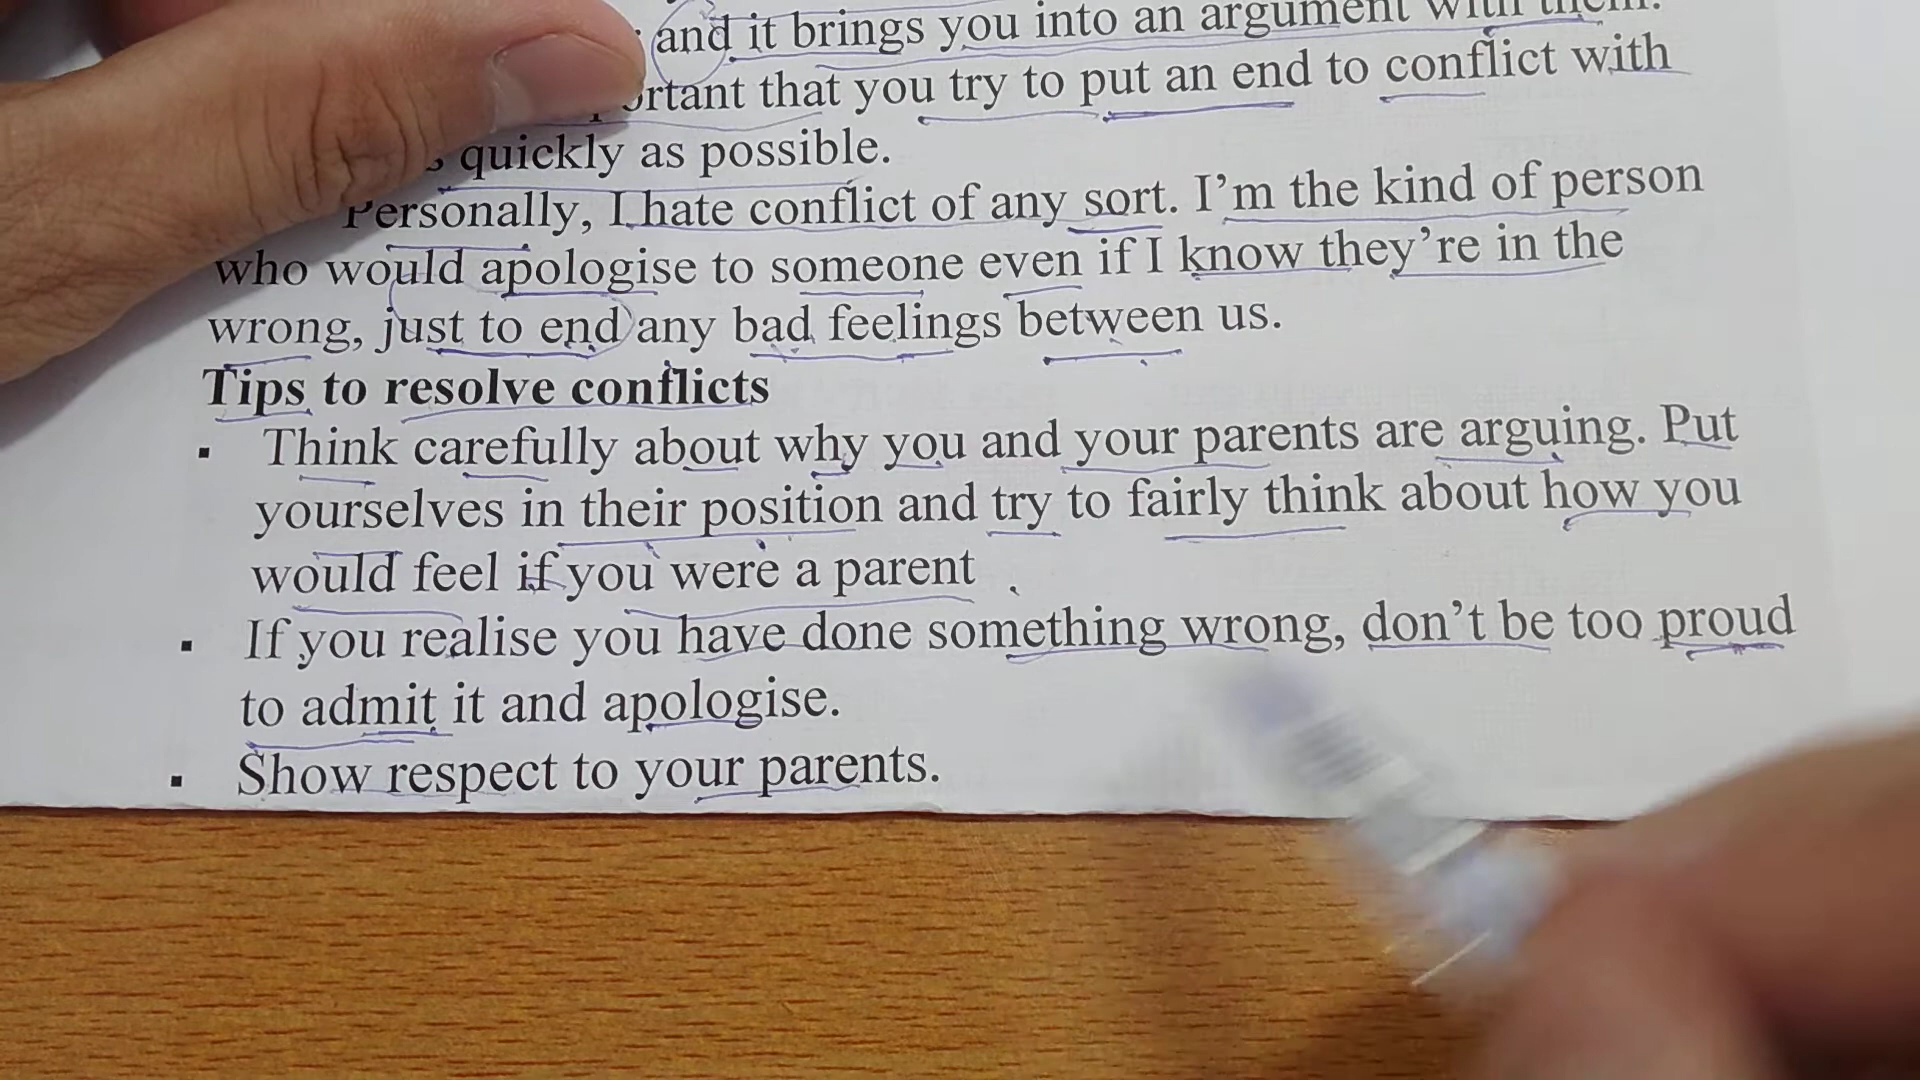 and it brings you into an argument with them.
that you try to put an end to conflict with
quickly as possible.
Personally, I hate conflict of any sort. I'm the kind of person
who would apologise to someone even if I know they're in the
wrong, just to end any bad feelings between us.
Tips to resolve conflicts
▪ Think carefully about why you and your parents are arguing. Put
yourselves in their position and try to fairly think about how you
would feel if you were a parent
▪ If you realise you have done something wrong, don't be too proud
to admit it and apologise.
▪ Show respect to your parents.